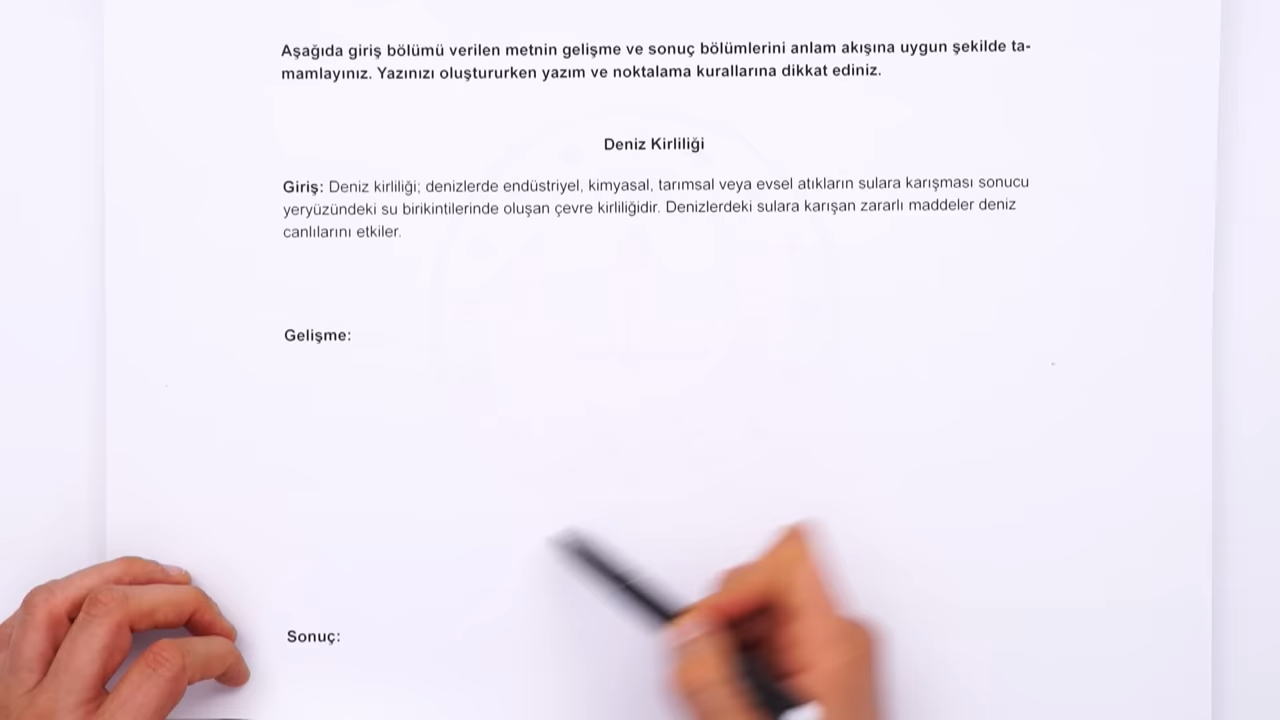 Aşağıda giriş bölümü verilen metnin gelişme ve sonuç bölümlerini anlam akışına uygun şekilde ta-
mamlayınız. Yazınızı oluştururken yazım ve noktalama kurallarına dikkat ediniz.
Deniz Kirliliği
Giriş: Deniz kirliliği; denizlerde endüstriyel, kimyasal, tarımsal veya evsel atıkların sulara karışması sonucu
yeryüzündeki su birikintilerinde oluşan çevre kirliliğidir. Denizlerdeki sulara karışan zararlı maddeler deniz
canlılarını etkiler.
Gelişme:
Sonuç: